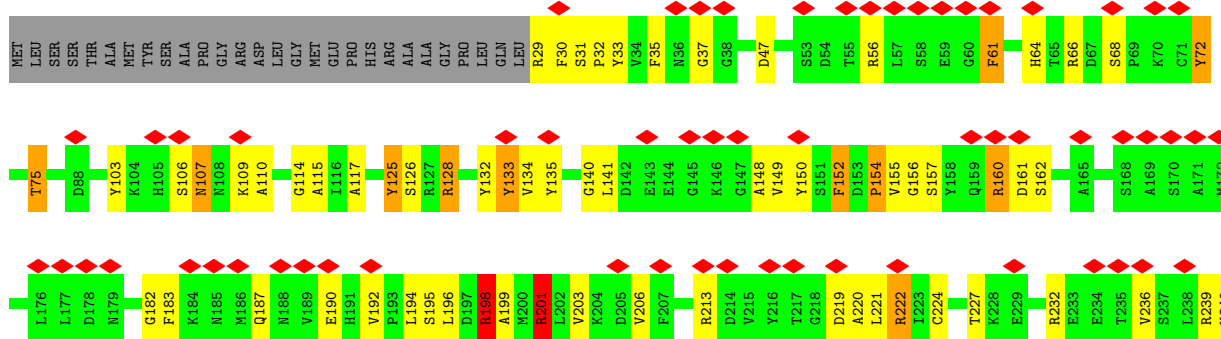 MET LEU SER SER THR ALA MET TYR SER ALA PRO GLY ARG ASP LEU GLY MET GLU PRO HIS ARG ALA ALA GLY PRO LEU GLN LEU R29 F30 S31 P32 Y33 V34 F35 N36 G37 G38 D47 S53 D54 T55 R56 L57 S58 E59 G60 F61 H64 T65 R66 D67 S68 P69 K70 C71 Y72
T75 D88 Y103 K104 H105 S106 N107 N108 K109 A110 G114 A115 I116 A117 Y125 S126 R127 R128 Y132 Y133 V134 Y135 G140 L141 D142 E143 E144 G145 K146 G147 A148 V149 Y150 S151 F152 D153 P154 V155 G156 S157 Y158 Q159 R160 D161 S162 A165 S168 A169 S170 A171
L176 L177 D178 N179 G182 F183 K184 N185 M186 Q187 N188 V189 E190 H191 V192 P193 L194 S195 L196 D197 R198 A199 M200 R201 L202 V203 K204 D205 V206 F207 R213 D214 V215 Y216 T217 G218 D219 A220 L221 R222 I223 C224 T227 K228 E229 R232 E233 E234 T235 V236 S237 L238 R239